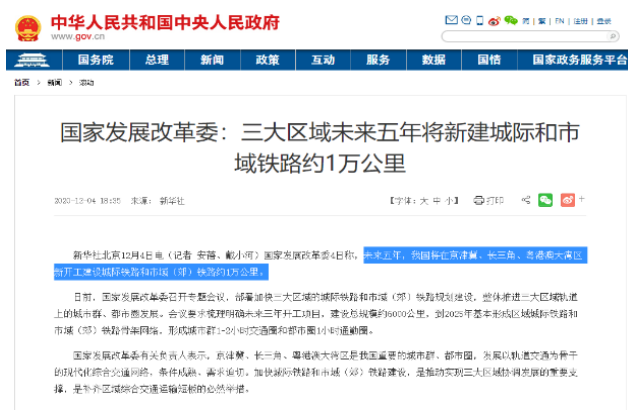 中华人民共和国中央人民政府
www.gov.cn
简 | 繁 | EN | 注册 | 登录
国务院 总理 新闻 政策 互动 服务 数据 国情 国家政务服务平台
首页 > 新闻 > 滚动
国家发展改革委：三大区域未来五年将新建城际和市
域铁路约1万公里
2020-12-04 18:35 来源： 新华社 【字体：大 中 小】 打印
新华社北京12月4日电（记者 安蓓、戴小河）国家发展改革委4日称，未来五年，我国将在京津冀、长三角、粤港澳大湾区
新开工建设城际铁路和市域（郊）铁路约1万公里。
日前，国家发展改革委召开专题会议，部署加快三大区域的城际铁路和市域（郊）铁路规划建设，整体推进三大区域轨道
上的城市群、都市圈发展。会议要求梳理明确未来三年开工项目，建设总规模约6000公里，到2025年基本形成区域城际铁路和
市域（郊）铁路骨架网络，形成城市群1-2小时交通圈和都市圈1小时通勤圈。
国家发展改革委有关负责人表示，京津冀、长三角、粤港澳大湾区是我国重要的城市群、都市圈，发展以轨道交通为骨干
的现代化综合交通网络，条件成熟、需求迫切。加快城际铁路和市域（郊）铁路建设，是推动实现三大区域协调发展的重要支
撑，是补齐区域综合交通运输短板的必然举措。